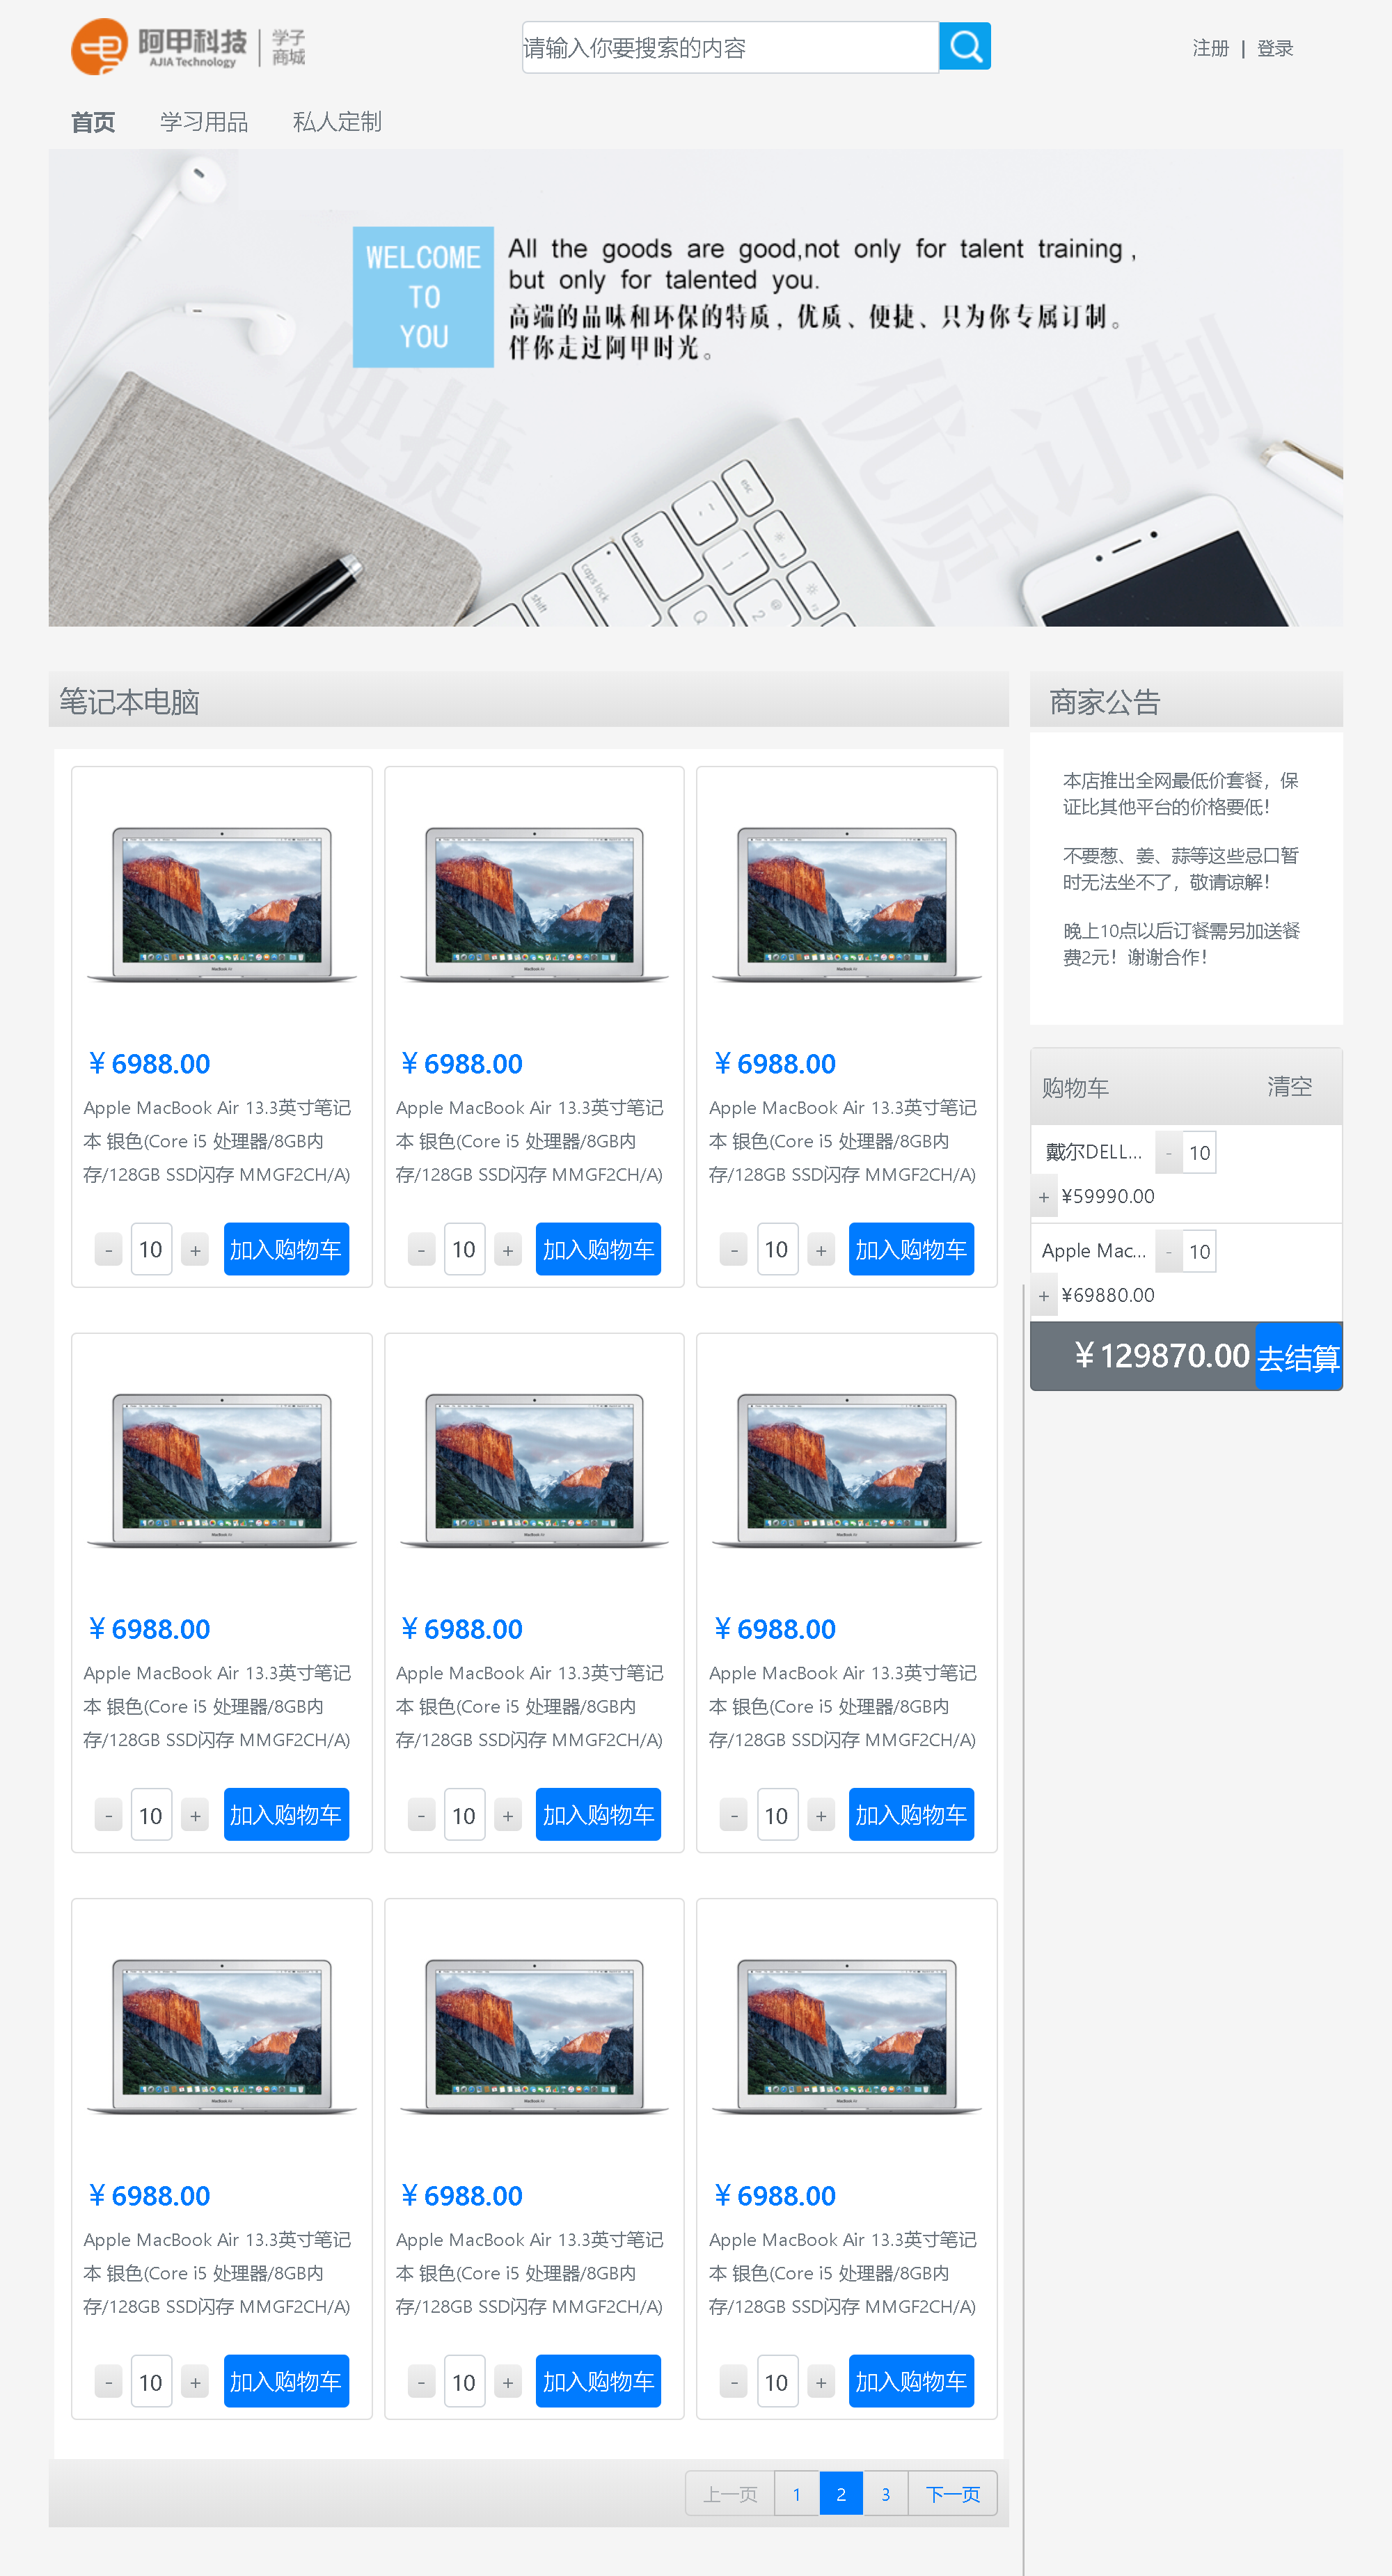 阿甲科技
AJIA Technology
学子
商城
请输入你要搜索的内容
注册 | 登录
首页 学习用品 私人定制
WELCOME
TO
YOU
All the goods are good,not only for talent training ,
but only for talented you.
高端的品味和环保的特质，优质、便捷、只为你专属订制。
伴你走过阿甲时光。
便捷 优质 订制
esc
tab
caps lock
shift
Q
2
笔记本电脑
¥ 6988.00 ¥ 6988.00 ¥ 6988.00
Apple MacBook Air 13.3英寸笔记 Apple MacBook Air 13.3英寸笔记 Apple MacBook Air 13.3英寸笔记
本 银色(Core i5 处理器/8GB内 本 银色(Core i5 处理器/8GB内 本 银色(Core i5 处理器/8GB内
存/128GB SSD闪存 MMGF2CH/A) 存/128GB SSD闪存 MMGF2CH/A) 存/128GB SSD闪存 MMGF2CH/A)
- 10 + 加入购物车 - 10 + 加入购物车 - 10 + 加入购物车
¥ 6988.00 ¥ 6988.00 ¥ 6988.00
Apple MacBook Air 13.3英寸笔记 Apple MacBook Air 13.3英寸笔记 Apple MacBook Air 13.3英寸笔记
本 银色(Core i5 处理器/8GB内 本 银色(Core i5 处理器/8GB内 本 银色(Core i5 处理器/8GB内
存/128GB SSD闪存 MMGF2CH/A) 存/128GB SSD闪存 MMGF2CH/A) 存/128GB SSD闪存 MMGF2CH/A)
- 10 + 加入购物车 - 10 + 加入购物车 - 10 + 加入购物车
¥ 6988.00 ¥ 6988.00 ¥ 6988.00
Apple MacBook Air 13.3英寸笔记 Apple MacBook Air 13.3英寸笔记 Apple MacBook Air 13.3英寸笔记
本 银色(Core i5 处理器/8GB内 本 银色(Core i5 处理器/8GB内 本 银色(Core i5 处理器/8GB内
存/128GB SSD闪存 MMGF2CH/A) 存/128GB SSD闪存 MMGF2CH/A) 存/128GB SSD闪存 MMGF2CH/A)
- 10 + 加入购物车 - 10 + 加入购物车 - 10 + 加入购物车
上一页 1 2 3 下一页
商家公告
本店推出全网最低价套餐，保
证比其他平台的价格要低！
不要葱、姜、蒜等这些忌口暂
时无法坐不了，敬请谅解！
晚上10点以后订餐需另加送餐
费2元！谢谢合作！
购物车 清空
戴尔DELL... - 10
+ ¥59990.00
Apple Mac... - 10
+ ¥69880.00
¥129870.00 去结算